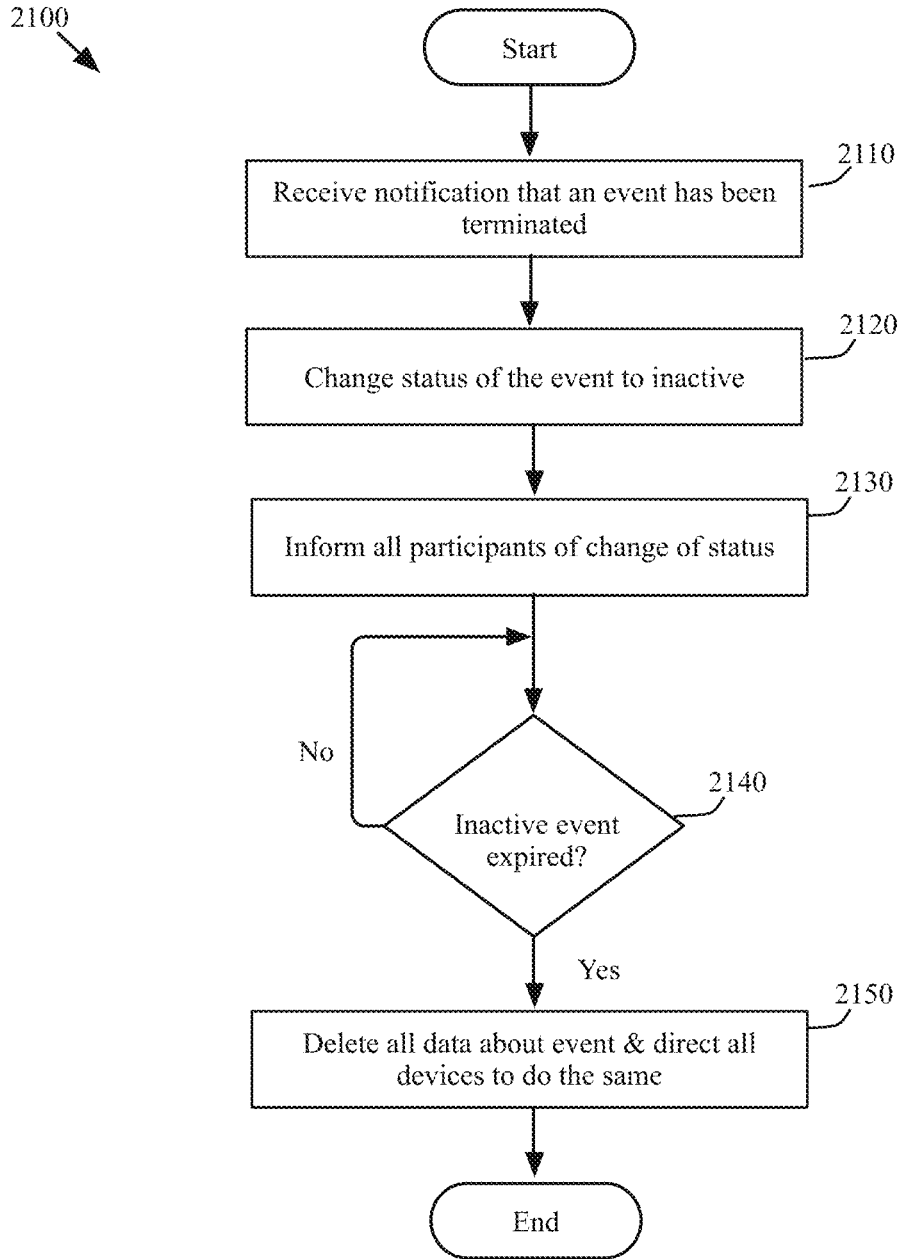 2100
Start
2110
Receive notification that an event has been
terminated
2120
Change status of the event to inactive
2130
Inform all participants of change of status
No
2140
Inactive event
expired?
Yes
2150
Delete all data about event & direct all
devices to do the same
End